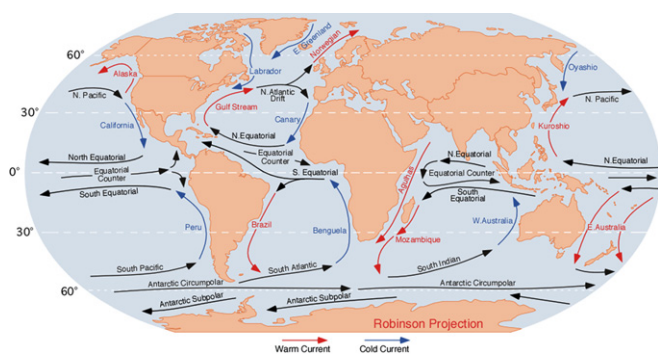 60°
E. Greenland
Norwegian
Alaska
Labrador
Oyashio
N. Pacific
Gulf Stream
N. Atlantic
Drift
N. Pacific
30°
California
Canary
Kuroshio
N.Equatorial
North Equatorial
Equatorial
Counter
N.Equatorial
N.Equatorial
0°
Equatorial
Counter
S. Equatorial
Agulhas
Equatorial Counter
South Equatorial
South
Equatorial
30°
Peru
Brazil
Benguela
Mozambique
W.Australia
E.Australia
South Pacific
South Atlantic
South Indian
Antarctic Circumpolar
Antarctic Circumpolar
60°
Antarctic Subpolar
Antarctic Subpolar
Robinson Projection
Warm Current
Cold Current